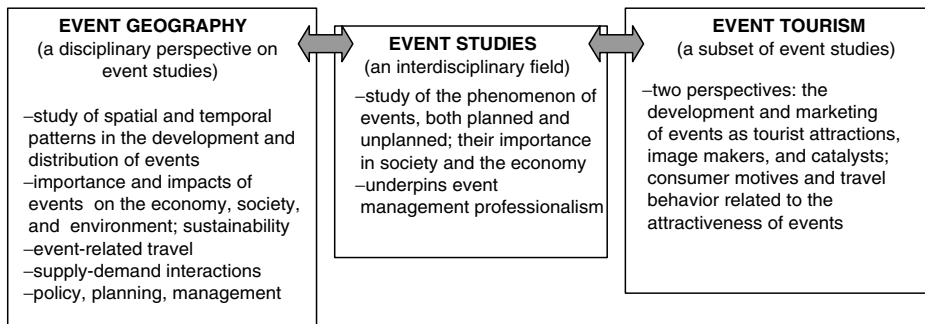 EVENT GEOGRAPHY
(a disciplinary perspective on
event studies)
–study of spatial and temporal
patterns in the development and
distribution of events
–importance and impacts of
events on the economy, society,
and environment; sustainability
–event-related travel
–supply-demand interactions
–policy, planning, management
EVENT STUDIES
(an interdisciplinary field)
–study of the phenomenon of
events, both planned and
unplanned; their importance
in society and the economy
–underpins event
management professionalism
EVENT TOURISM
(a subset of event studies)
–two perspectives: the
development and marketing
of events as tourist attractions,
image makers, and catalysts;
consumer motives and travel
behavior related to the
attractiveness of events